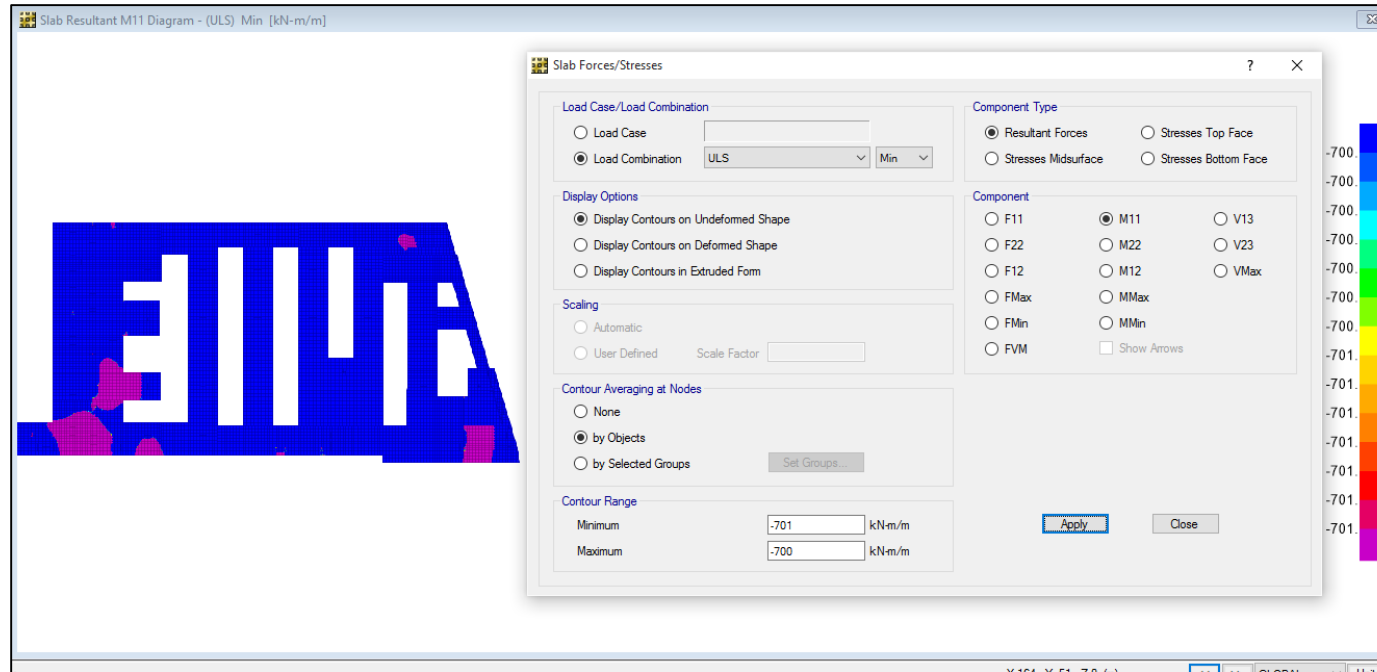 Slab Resultant M11 Diagram - (ULS) Min [kN-m/m]
Slab Forces/Stresses
?
Load Case/Load Combination
Load Case
Load Combination
ULS
Min
Component Type
Resultant Forces
Stresses Top Face
Stresses Midsurface
Stresses Bottom Face
Display Options
Display Contours on Undeformed Shape
Display Contours on Deformed Shape
Display Contours in Extruded Form
Component
F11
M11
V13
F22
M22
V23
F12
M12
VMax
FMax
MMax
FMin
MMin
FVM
Show Arrows
Scaling
Automatic
User Defined
Scale Factor
Contour Averaging at Nodes
None
by Objects
by Selected Groups
Set Groups...
Contour Range
Minimum
-701
kN-m/m
Maximum
-700
kN-m/m
Apply
Close
-700.
-700.
-700.
-700.
-700.
-700.
-700.
-701.
-701.
-701.
-701.
-701.
-701.
-701.